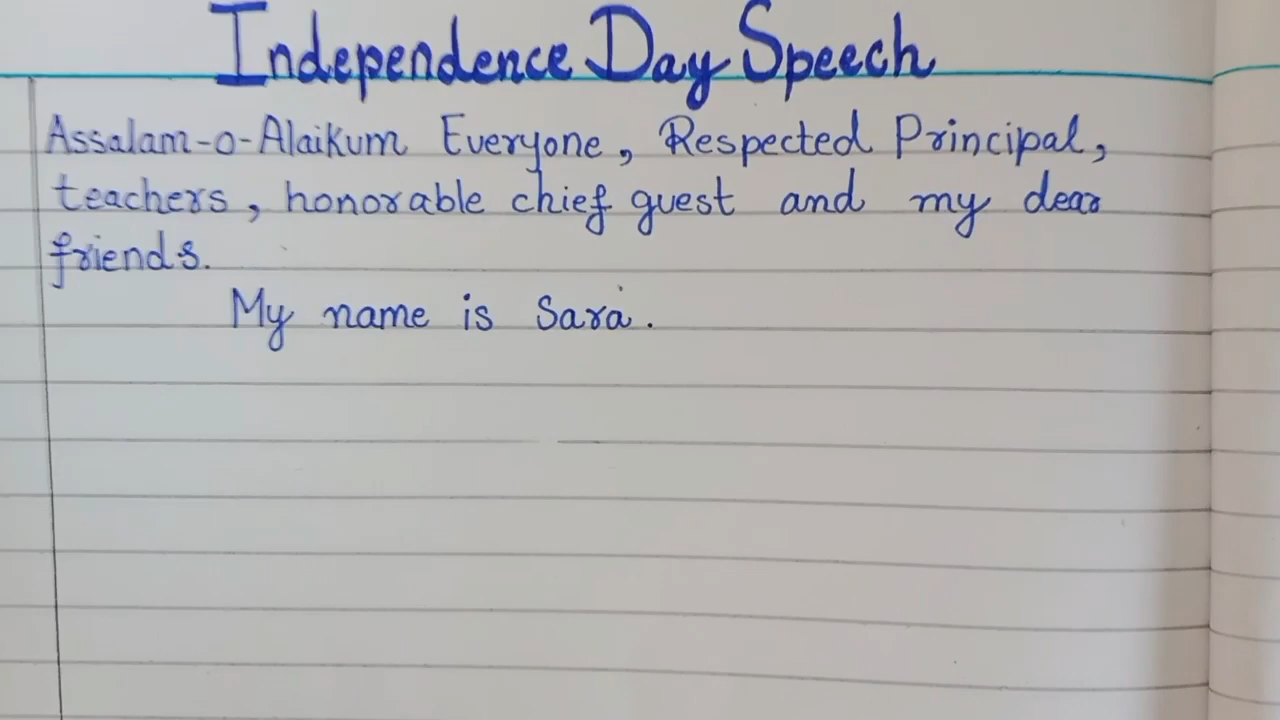 Independence Day Speech
Assalam-o-Alaikum Everyone, Respected Principal,
teachers, honorable chief guest and my dear
friends.
My name is Sara.